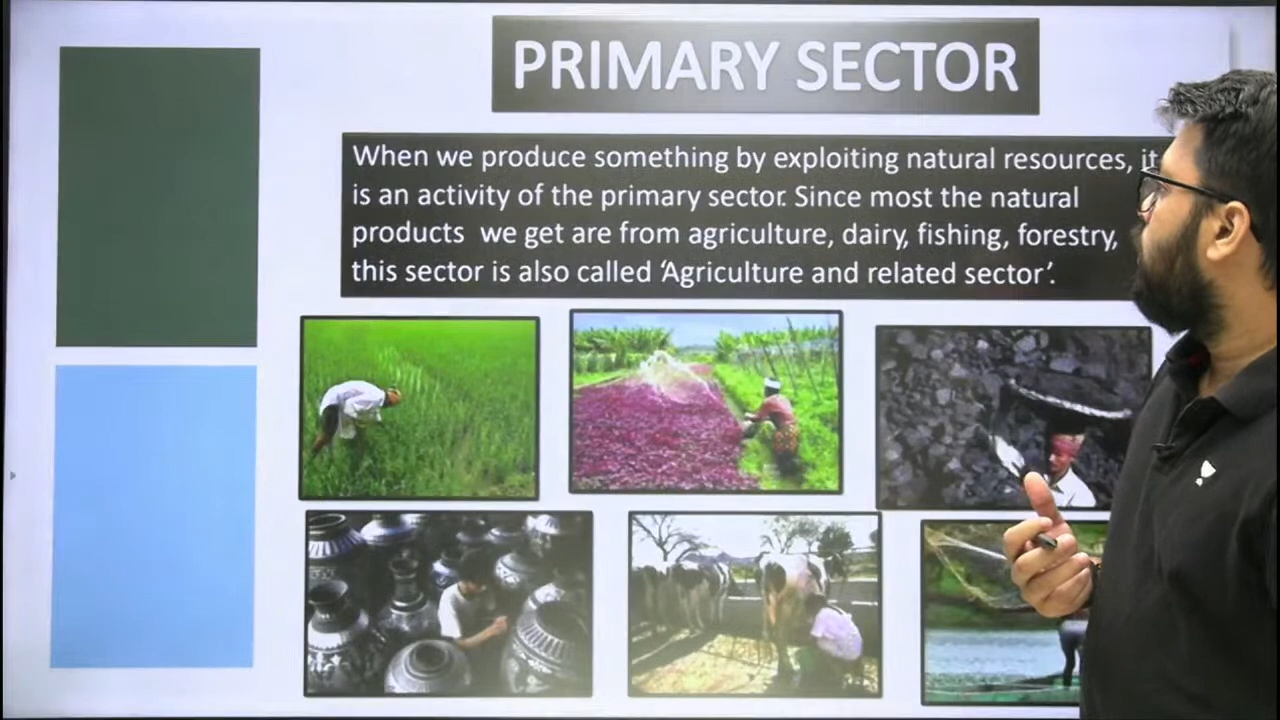 PRIMARY SECTOR
When we produce something by exploiting natural resources, it
is an activity of the primary sector. Since most the natural
products we get are from agriculture, dairy, fishing, forestry,
this sector is also called ‘Agriculture and related sector’.